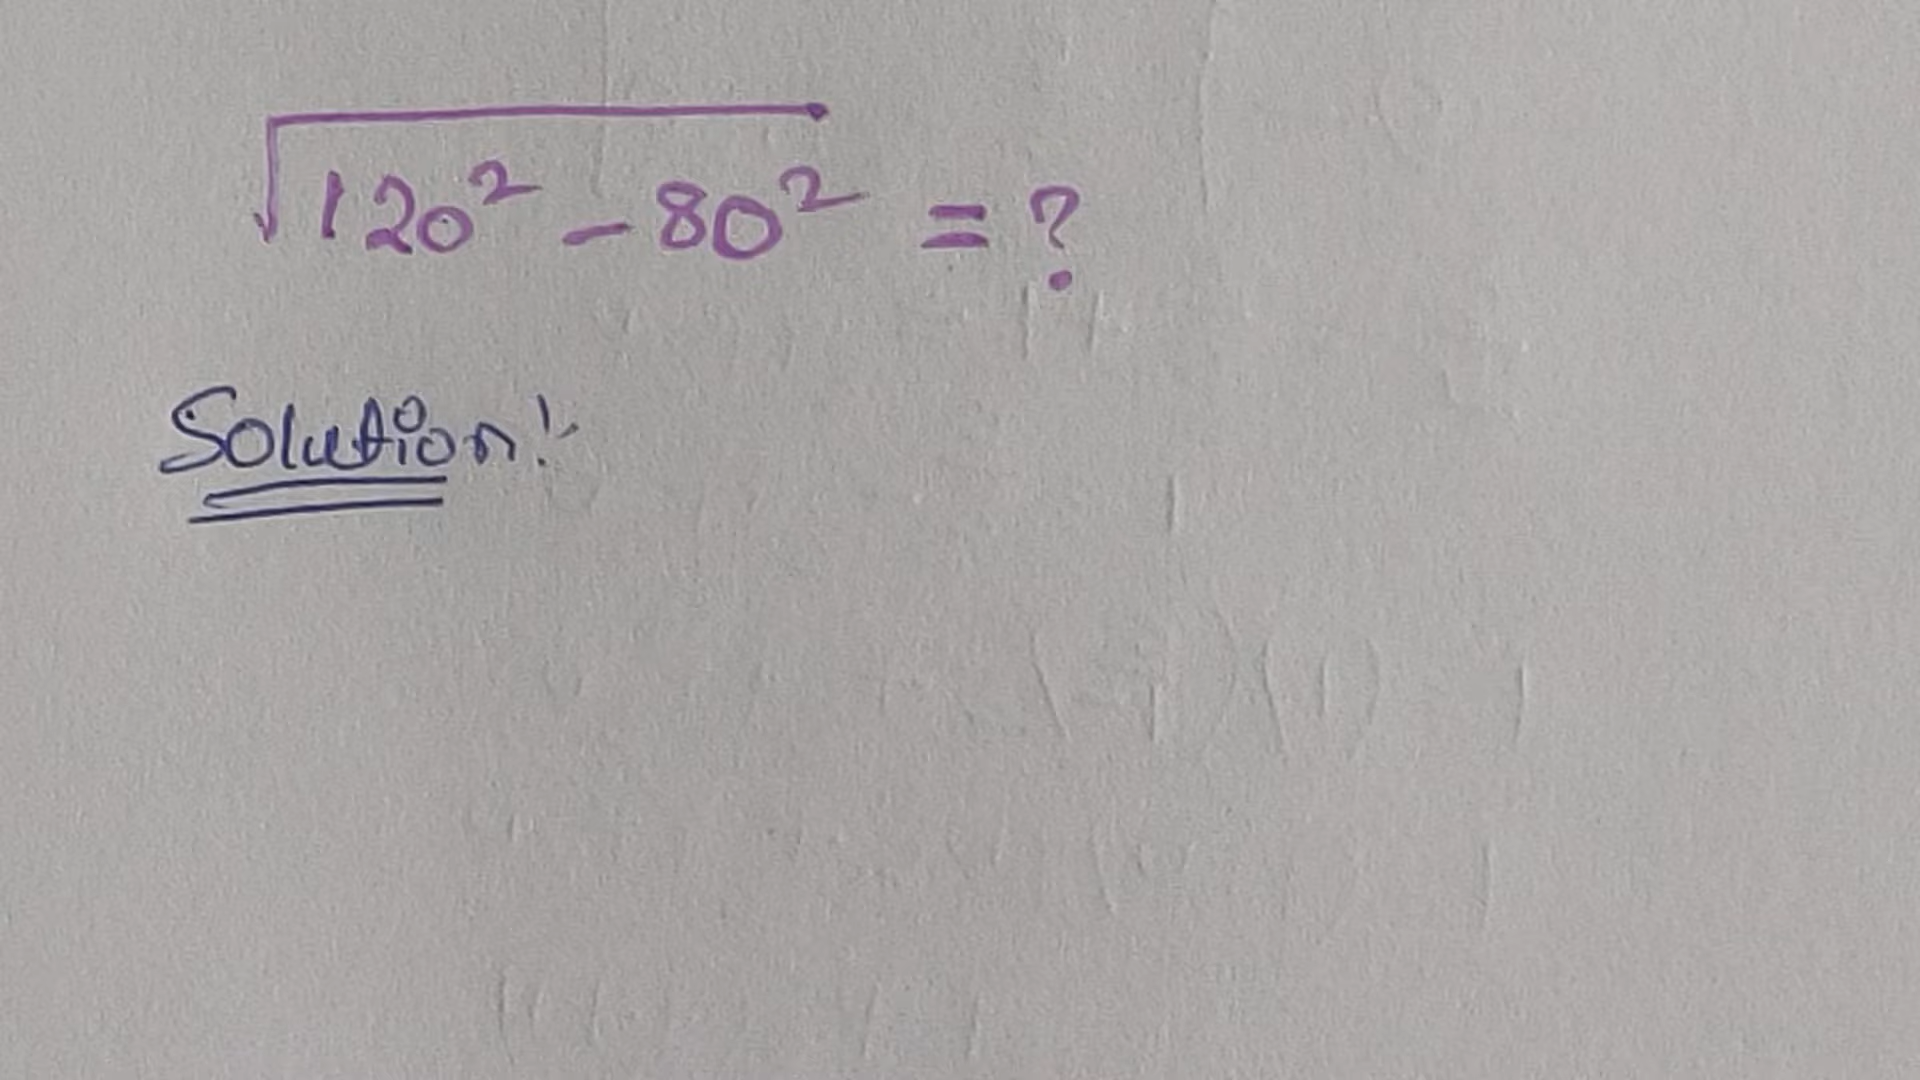 √120² - 80² = ?
Solution:-